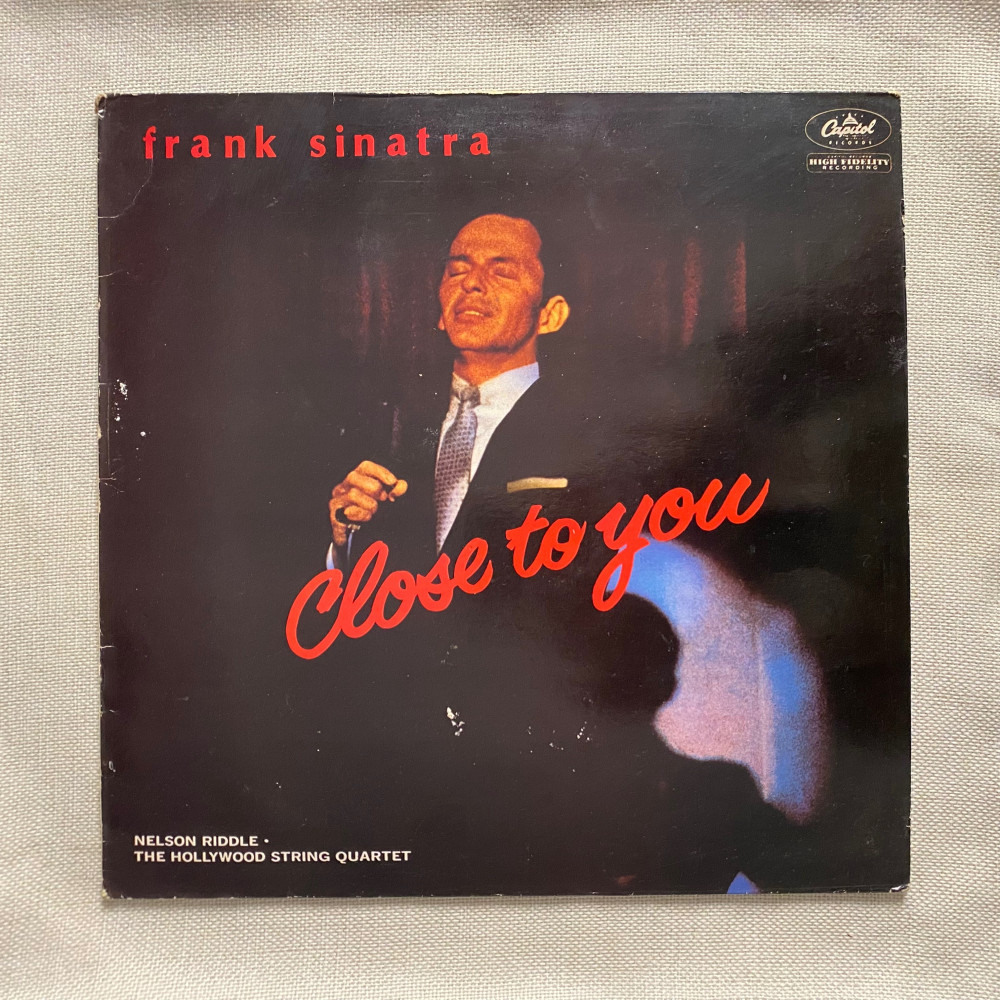 frank sinatra
Capitol
RECORDS
HIGH FIDELITY
RECORDING
Close to you
NELSON RIDDLE •
THE HOLLYWOOD STRING QUARTET